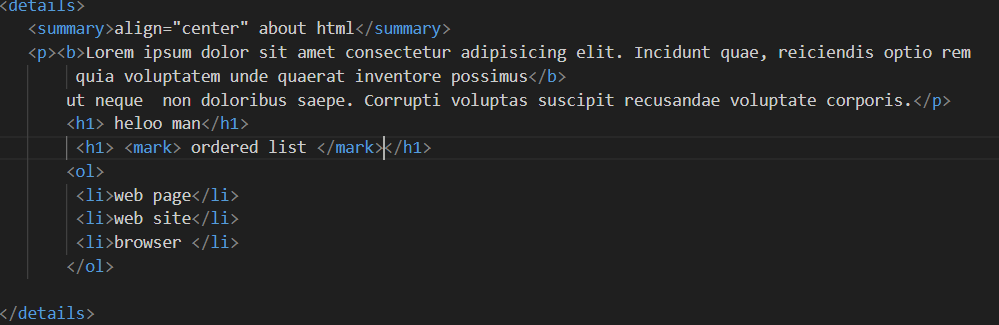 <details>
<summary>align="center" about html</summary>
<p><b>Lorem ipsum dolor sit amet consectetur adipisicing elit. Incidunt quae, reiciendis optio rem
quia voluptatem unde quaerat inventore possimus</b>
ut neque  non doloribus saepe. Corrupti voluptas suscipit recusandae voluptate corporis.</p>
<h1> heloo man</h1>
<h1> <mark> ordered list </mark></h1>
<ol>
<li>web page</li>
<li>web site</li>
<li>browser </li>
</ol>
</details>